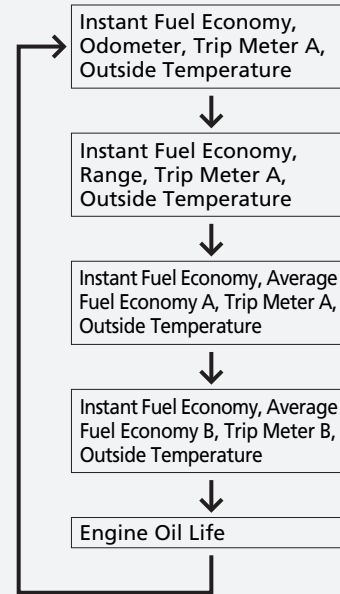 Instant Fuel Economy,
Odometer, Trip Meter A,
Outside Temperature
Instant Fuel Economy,
Range, Trip Meter A,
Outside Temperature
Instant Fuel Economy, Average
Fuel Economy A, Trip Meter A,
Outside Temperature
Instant Fuel Economy, Average
Fuel Economy B, Trip Meter B,
Outside Temperature
Engine Oil Life